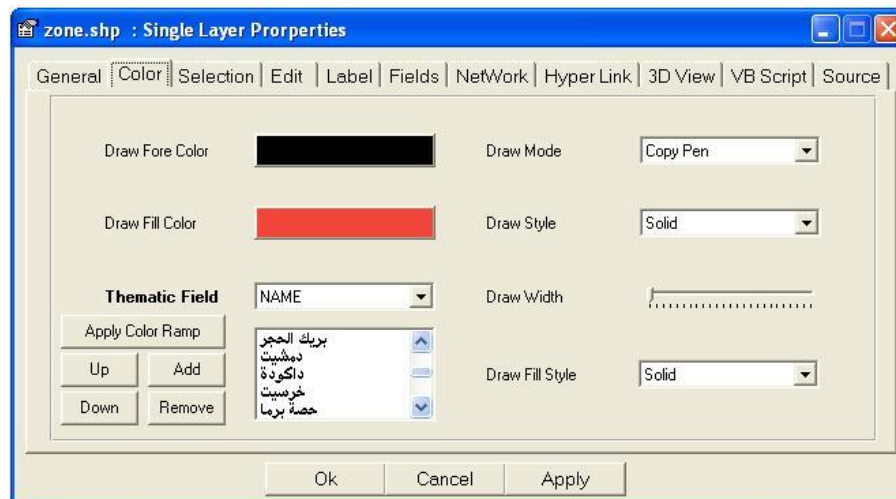 zone.shp : Single Layer Prorperties
General Color Selection Edit Label Fields NetWork Hyper Link 3D View VB Script Source
Draw Fore Color
Draw Mode Copy Pen
Draw Fill Color
Draw Style Solid
Thematic Field NAME
Draw Width
Apply Color Ramp
Up Add
Down Remove
بريك الحجر
دمشيت
داكودة
خرسيت
حصة برما
Draw Fill Style Solid
Ok Cancel Apply